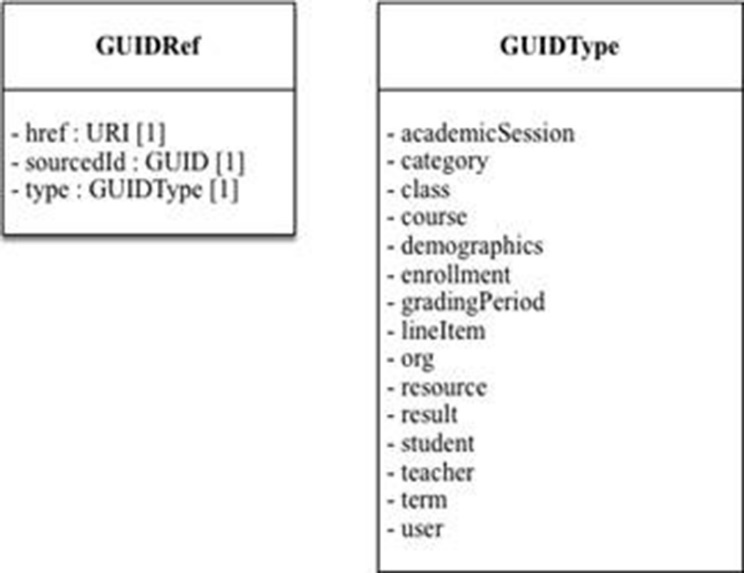 GUIDRef
- href : URI [1]
- sourcedId : GUID [1]
- type : GUIDType [1]
GUIDType
- academicSession
- category
- class
- course
- demographics
- enrollment
- gradingPeriod
- lineItem
- org
- resource
- result
- student
- teacher
- term
- user